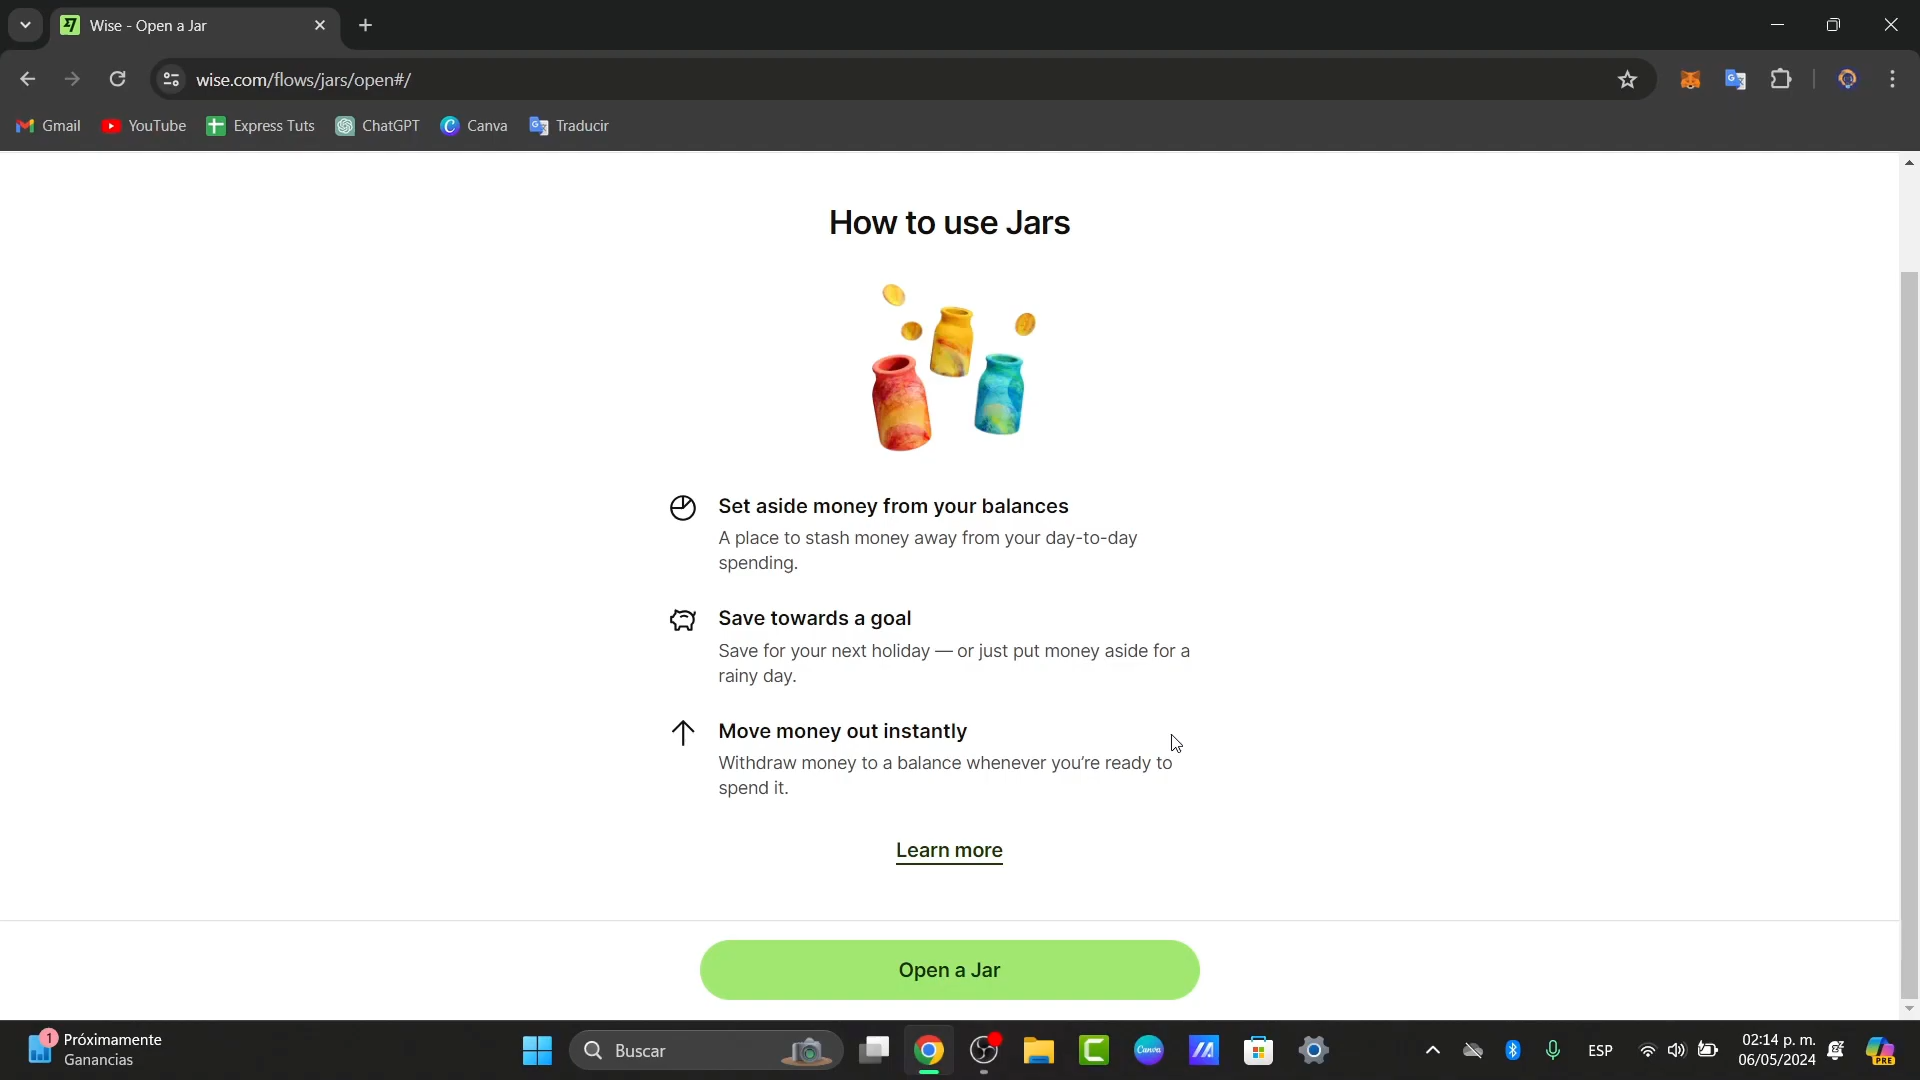 Wise - Open a Jar
wise.com/flows/jars/open#/
Gmail
YouTube
Express Tuts
ChatGPT
Canva
Traducir
How to use Jars
Set aside money from your balances
A place to stash money away from your day-to-day
spending.
Save towards a goal
Save for your next holiday — or just put money aside for a
rainy day.
Move money out instantly
Withdraw money to a balance whenever you're ready to
spend it.
Learn more
Open a Jar
1
Próximamente
Ganancias
Buscar
Canva
ESP
02:14 p. m.
06/05/2024
PRE